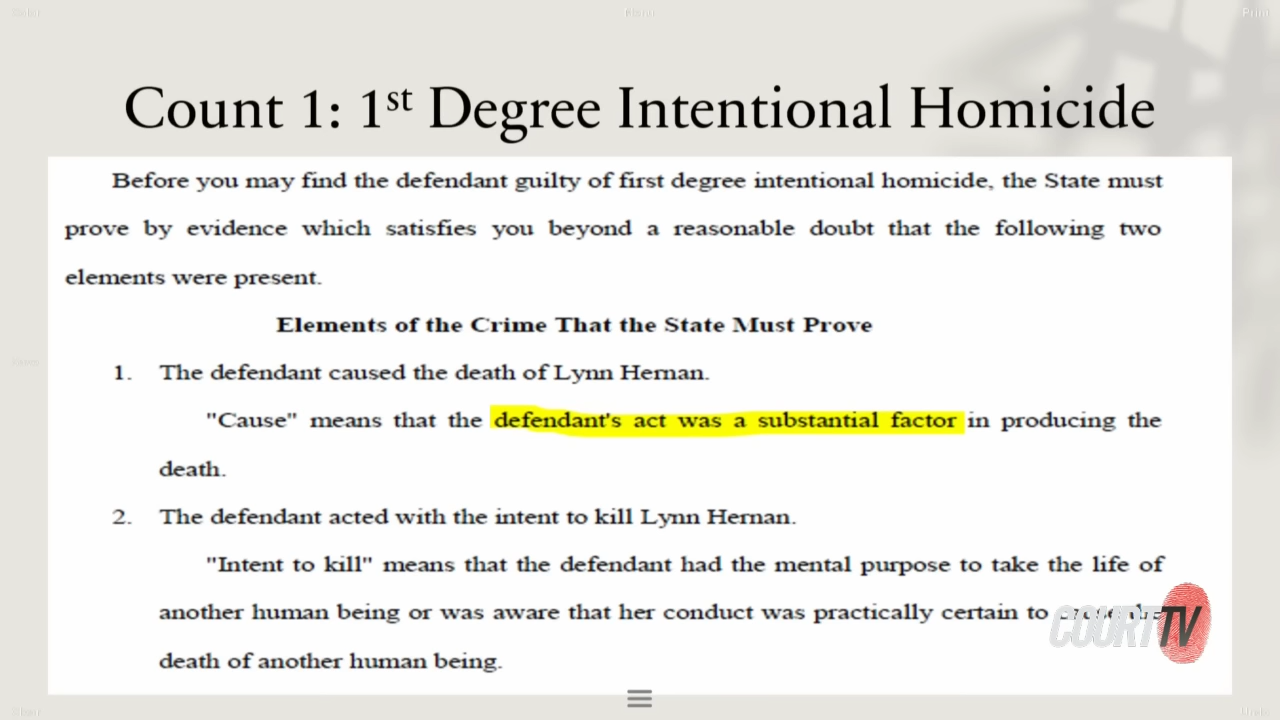 Print
Count 1: 1st Degree Intentional Homicide
Before you may find the defendant guilty of first degree intentional homicide, the State must
prove by evidence which satisfies you beyond a reasonable doubt that the following two
elements were present.
Elements of the Crime That the State Must Prove
1. The defendant caused the death of Lynn Hernan.
"Cause" means that the defendant's act was a substantial factor in producing the
death.
2. The defendant acted with the intent to kill Lynn Hernan.
"Intent to kill" means that the defendant had the mental purpose to take the life of
another human being or was aware that her conduct was practically certain to cause the
death of another human being.
COURT TV